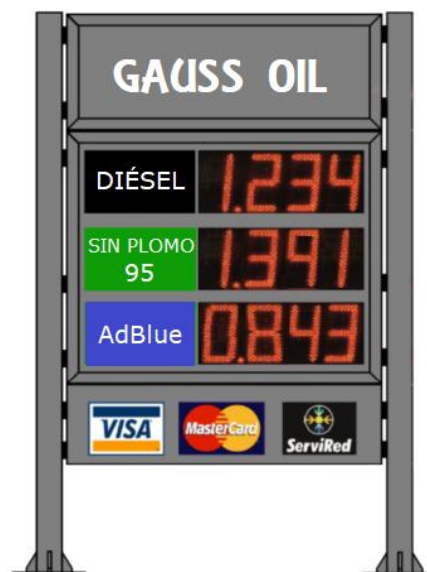 GAUSS OIL
DIÉSEL 1.234
SIN PLOMO
95 1.391
AdBlue 0.843
VISA MasterCard ServiRed